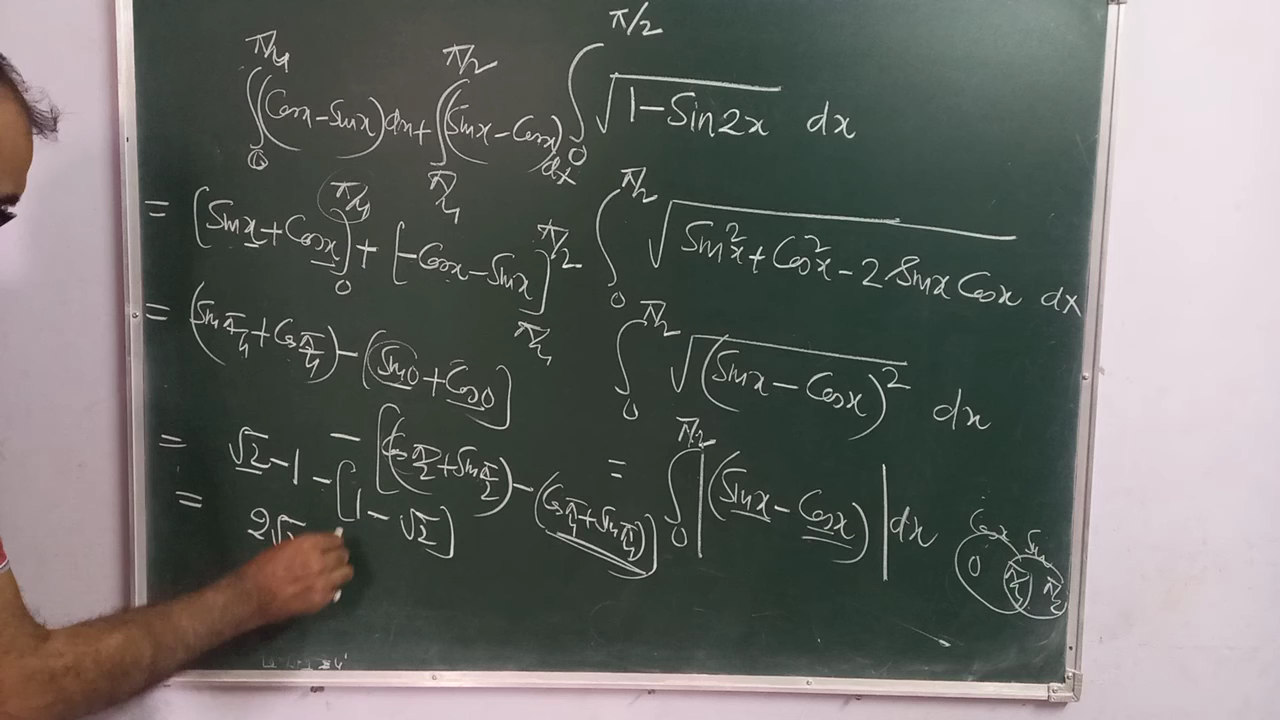 ∫₀^{π/2} √(1-Sin2x) dx
∫₀^{π/2} √(Sin²x + Cos²x - 2 Sinx Cosx) dx
∫₀^{π/2} √((Sinx - Cosx)²) dx
= ∫₀^{π/2} |(Sinx - Cosx)| dx
Cosx Sinx
0 π/4 π/2
∫₀^{π/4} (Cosx - Sinx) dx + ∫_{π/4}^{π/2} (Sinx - Cosx) dx
= [Sinx + Cosx]₀^{π/4} + [-Cosx - Sinx]_{π/4}^{π/2}
= (Sin π/4 + Cos π/4) - (Sin0 + Cos0)]
- [(Cos π/2 + Sin π/2) - (Cos π/4 + Sin π/4)]
= √2 - 1 - [1 - √2]
= 2√2